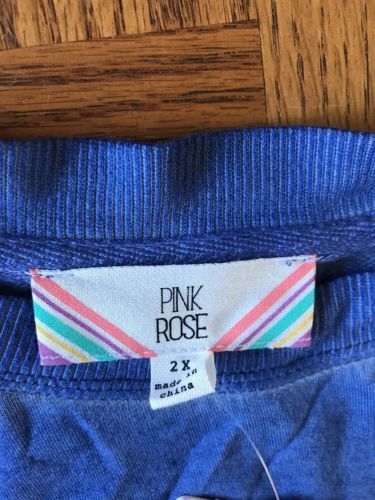 PINK
ROSE
2X
made in
china